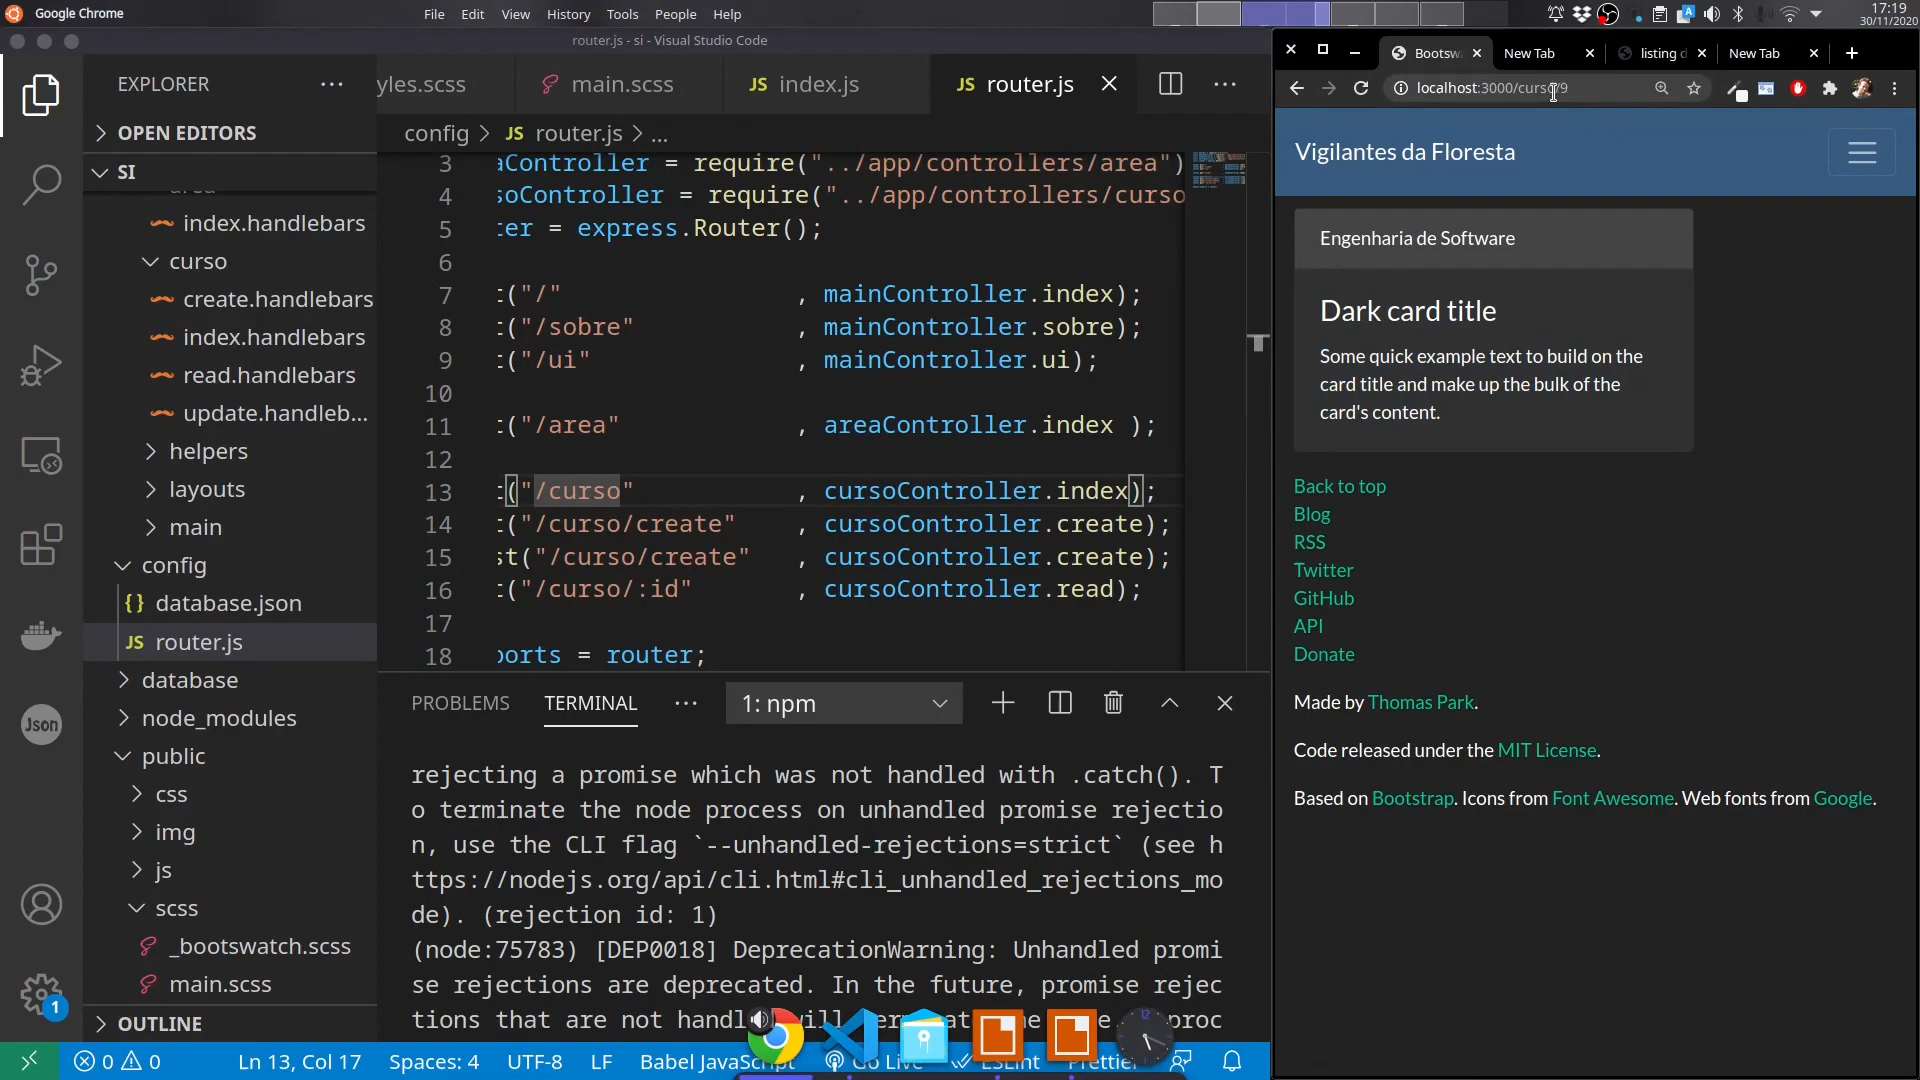 Google Chrome
File Edit View History Tools People Help
17:19
30/11/2020
router.js - si - Visual Studio Code
EXPLORER
OPEN EDITORS
SI
index.handlebars
curso
create.handlebars
index.handlebars
read.handlebars
update.handleb...
helpers
layouts
main
config
database.json
router.js
database
node_modules
public
css
img
js
scss
_bootswatch.scss
main.scss
OUTLINE
yles.scss main.scss JS index.js JS router.js
config > JS router.js > ...
3 aController = require("../app/controllers/area")
4 soController = require("../app/controllers/curso
5 ter = express.Router();
6
7 t("/" , mainController.index);
8 t("/sobre" , mainController.sobre);
9 t("/ui" , mainController.ui);
10
11 t("/area" , areaController.index );
12
13 t("/curso" , cursoController.index);
14 t("/curso/create" , cursoController.create);
15 st("/curso/create" , cursoController.create);
16 t("/curso/:id" , cursoController.read);
17
18 ports = router;
PROBLEMS TERMINAL ... 1: npm
rejecting a promise which was not handled with .catch(). T
o terminate the node process on unhandled promise rejectio
n, use the CLI flag `--unhandled-rejections=strict` (see h
ttps://nodejs.org/api/cli.html#cli_unhandled_rejections_mo
de). (rejection id: 1)
(node:75783) [DEP0018] DeprecationWarning: Unhandled promi
se rejections are deprecated. In the future, promise rejec
tions that are not handl
proc
0 0 Ln 13, Col 17 Spaces: 4 UTF-8 LF Babel JavaScript Go Live ESLint Prettier
Json
1
Bootsw New Tab listing d New Tab
localhost:3000/curso/9
Vigilantes da Floresta
Engenharia de Software
Dark card title
Some quick example text to build on the
card title and make up the bulk of the
card's content.
Back to top
Blog
RSS
Twitter
GitHub
API
Donate
Made by Thomas Park.
Code released under the MIT License.
Based on Bootstrap. Icons from Font Awesome. Web fonts from Google.